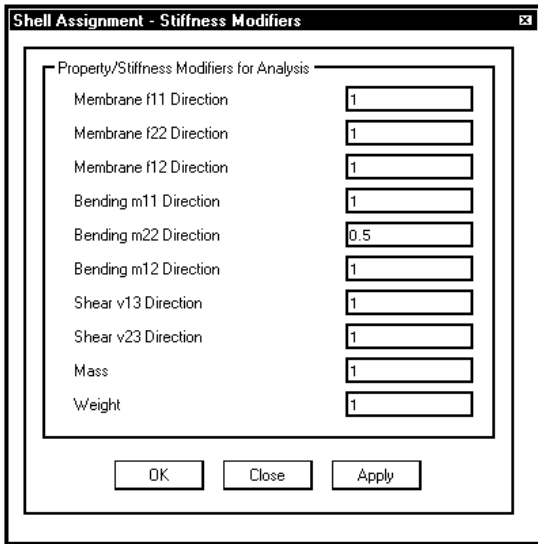 Shell Assignment - Stiffness Modifiers
Property/Stiffness Modifiers for Analysis
Membrane f11 Direction 1
Membrane f22 Direction 1
Membrane f12 Direction 1
Bending m11 Direction 1
Bending m22 Direction 0.5
Bending m12 Direction 1
Shear v13 Direction 1
Shear v23 Direction 1
Mass 1
Weight 1
OK Close Apply